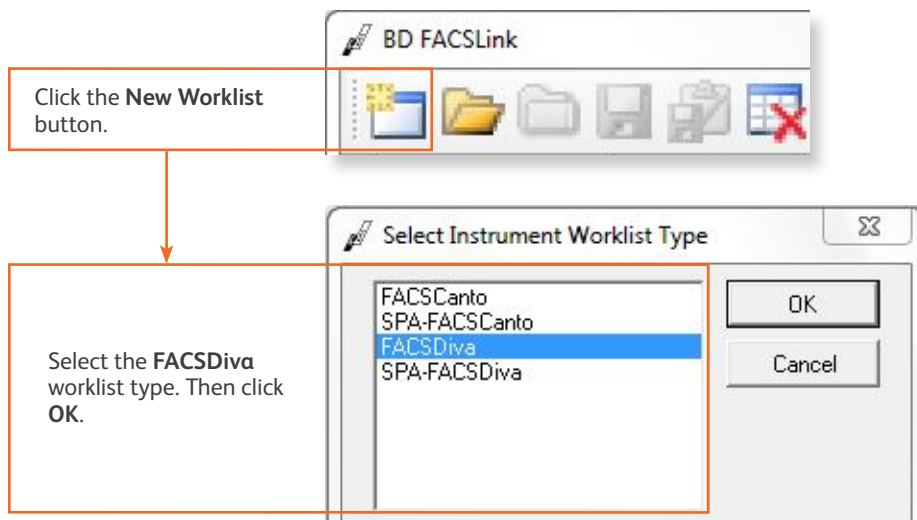 BD FACSLink
Click the New Worklist
button.
Select Instrument Worklist Type
FACSCanto
SPA-FACSCanto
FACSDiva
SPA-FACSDiva
OK
Cancel
Select the FACSDiva
worklist type. Then click
OK.